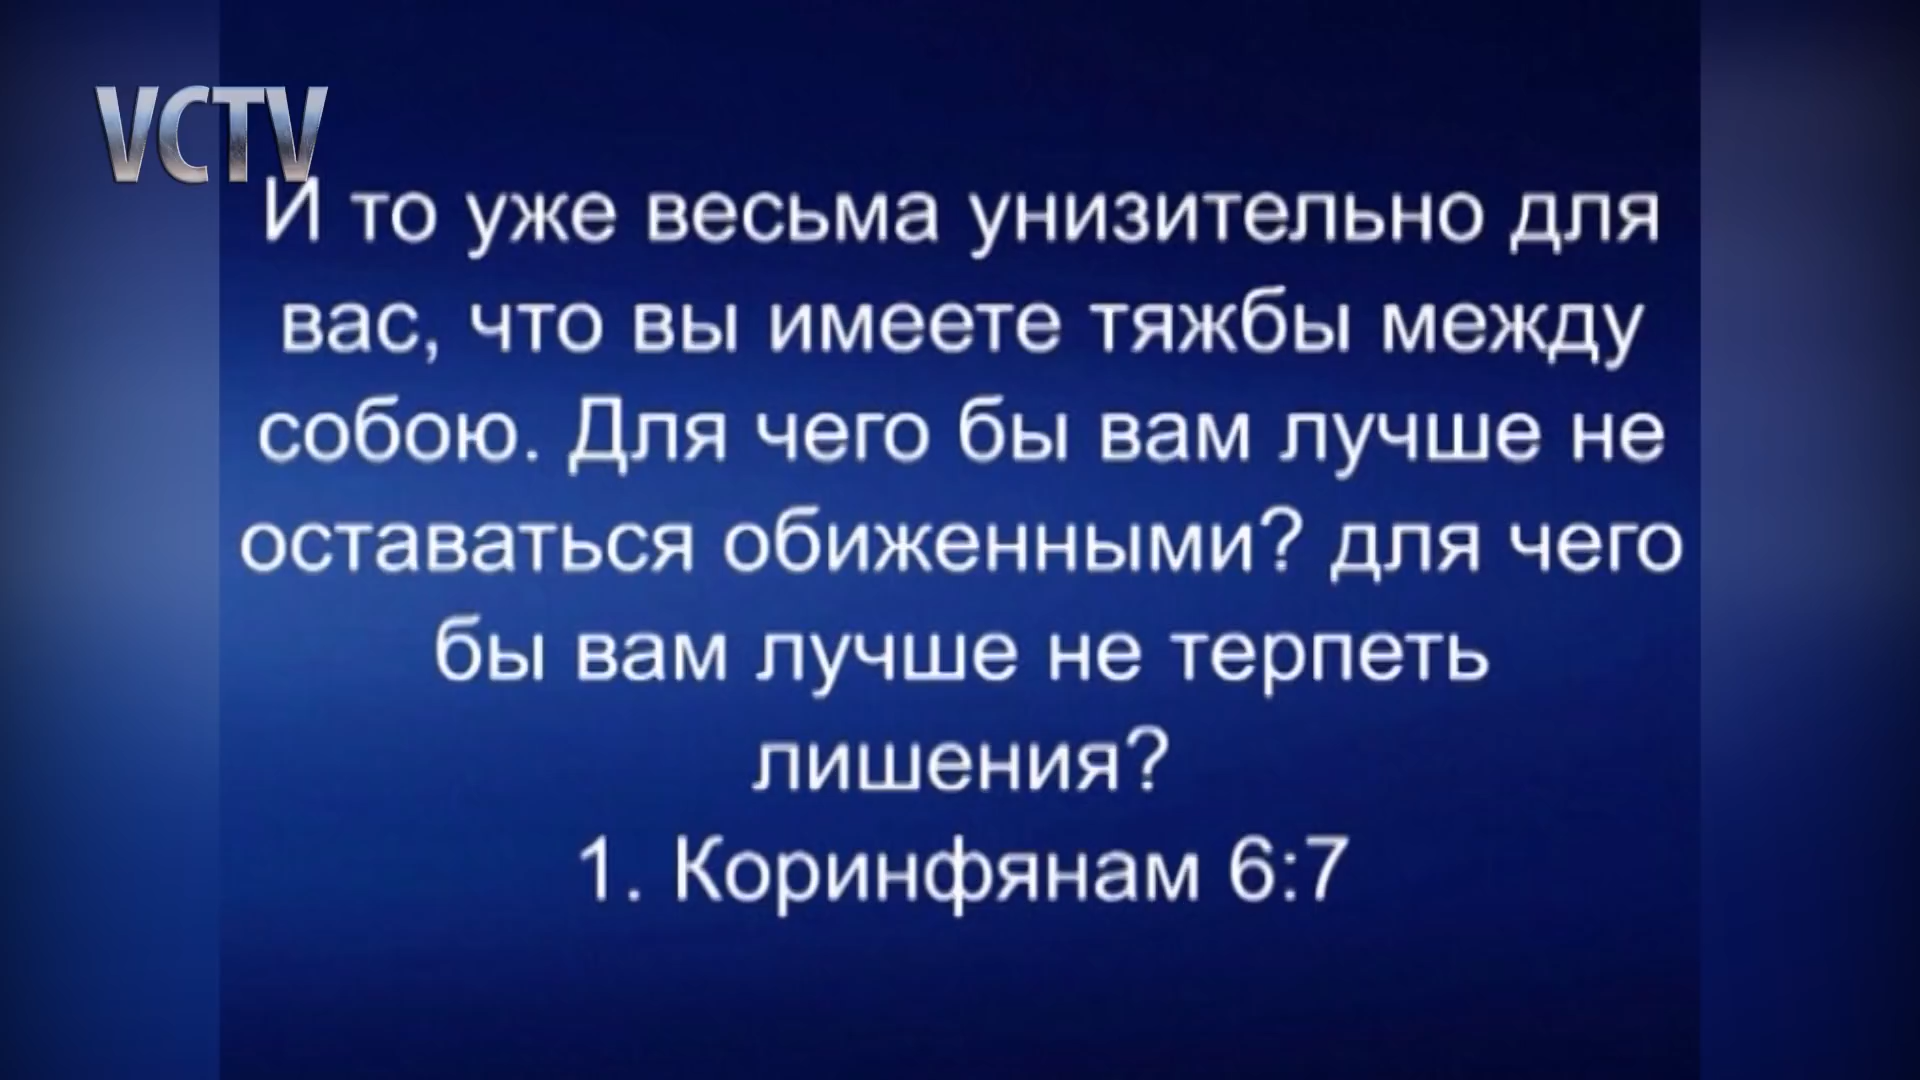 VCTV
И то уже весьма унизительно для
вас, что вы имеете тяжбы между
собою. Для чего бы вам лучше не
оставаться обиженными? для чего
бы вам лучше не терпеть
лишения?
1. Коринфянам 6:7